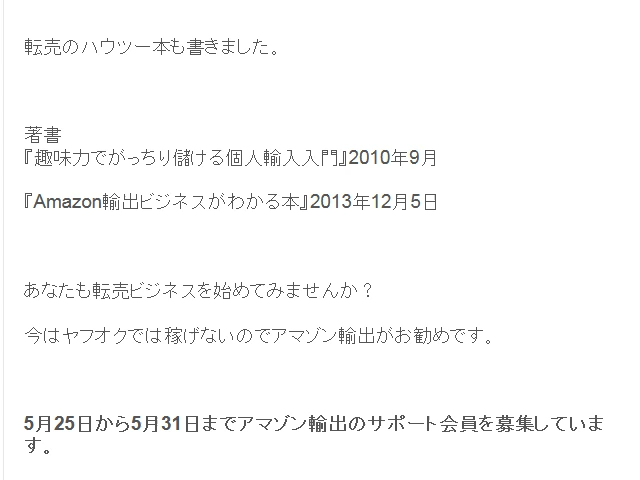 転売のハウツー本も書きました。
著書
『趣味力でがっちり儲ける個人輸入入門』2010年9月
『Amazon輸出ビジネスがわかる本』2013年12月5日
あなたも転売ビジネスを始めてみませんか？
今はヤフオクでは稼げないのでアマゾン輸出がお勧めです。
5月25日から5月31日までアマゾン輸出のサポート会員を募集していま
す。